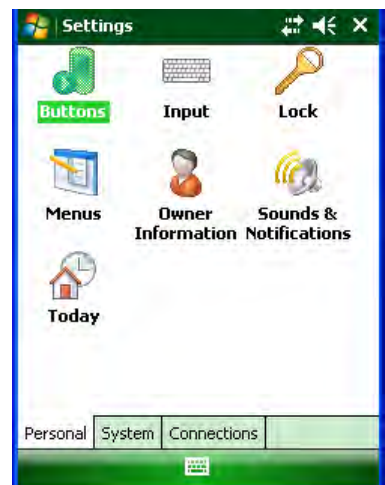 Settings
Buttons Input Lock
Menus Owner Information Sounds & Notifications
Today
Personal System Connections